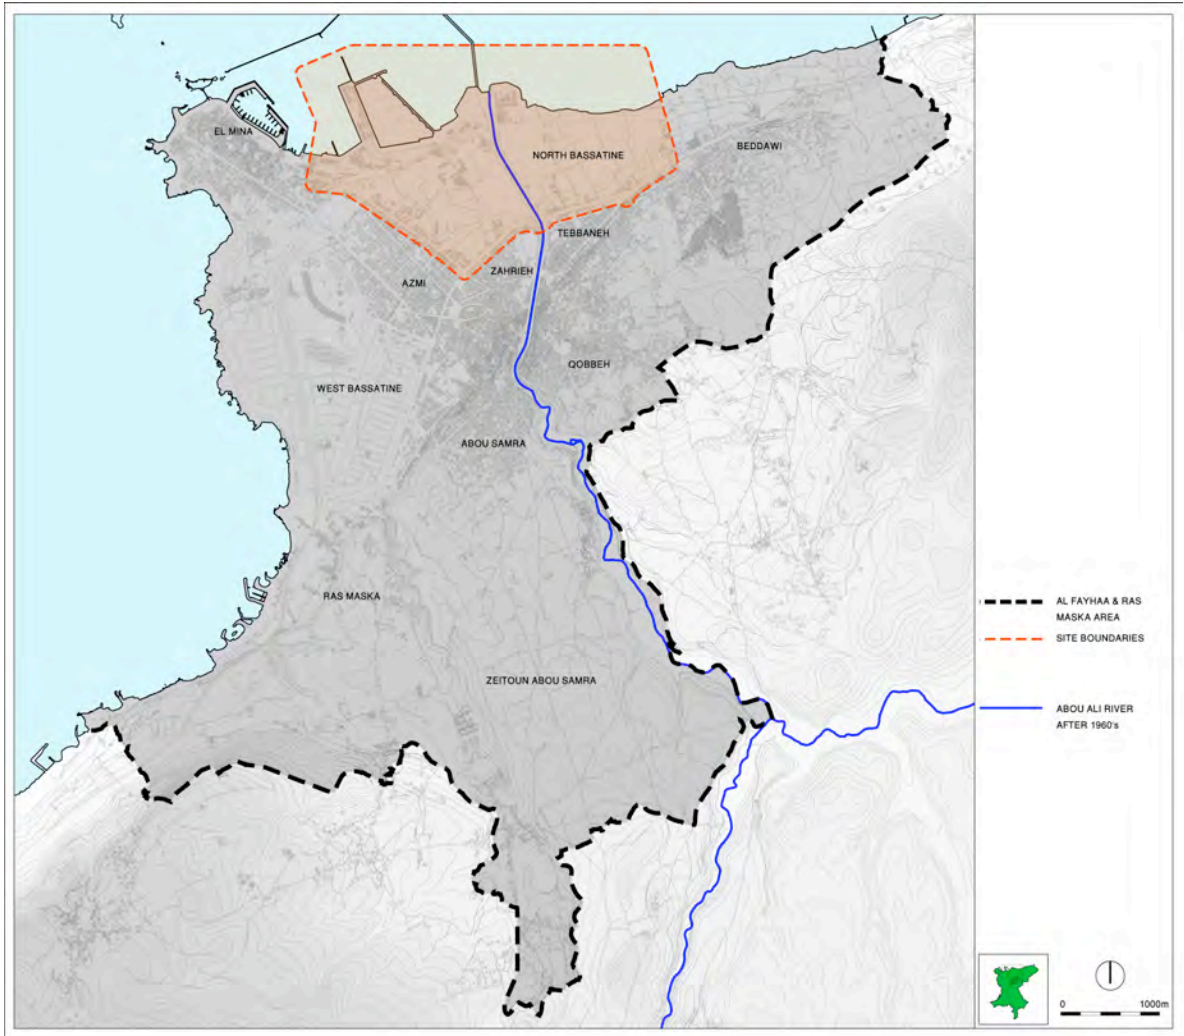 EL MINA
NORTH BASSATINE
BEDDAWI
TEBBANEH
ZAHRIEH
AZMI
QOBBEH
WEST BASSATINE
ABOU SAMRA
RAS MASKA
ZEITOUN ABOU SAMRA
AL FAYHAA & RAS
MASKA AREA
SITE BOUNDARIES
ABOU ALI RIVER
AFTER 1960's
0 1000m